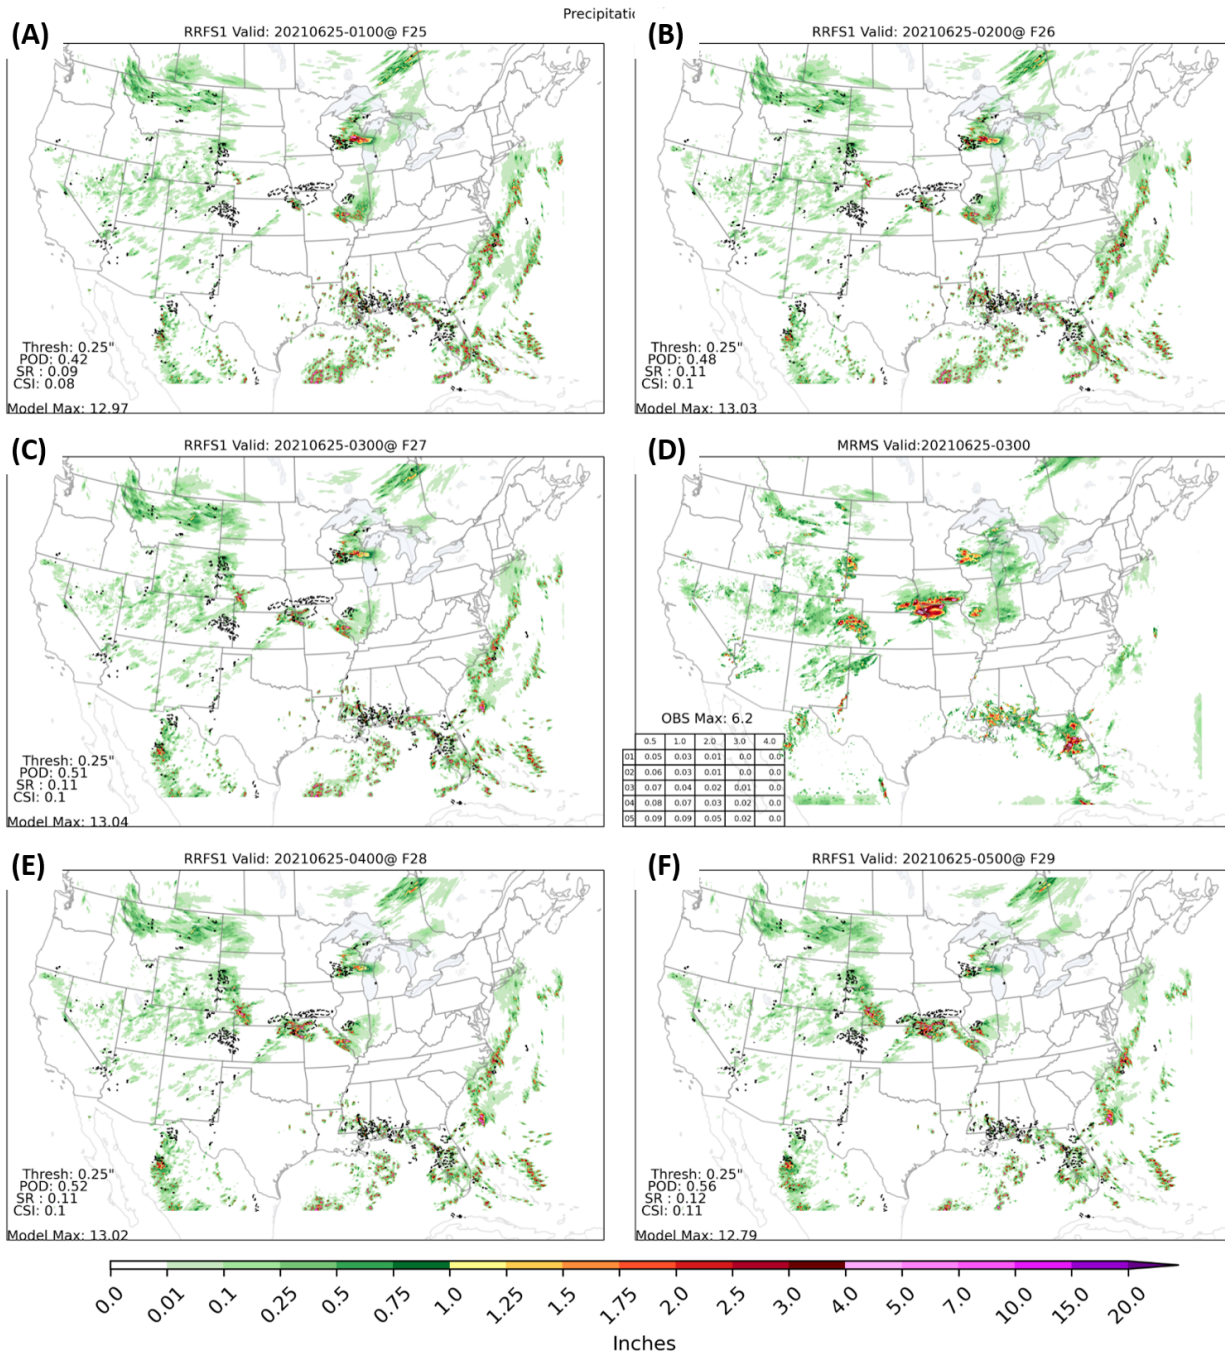 Precipitatic
(A)
RRFS1 Valid: 20210625-0100@ F25
Thresh: 0.25"
POD: 0.42
SR : 0.09
CSI: 0.08
Model Max: 12.97
(B)
RRFS1 Valid: 20210625-0200@ F26
Thresh: 0.25"
POD: 0.48
SR : 0.11
CSI: 0.1
Model Max: 13.03
(C)
RRFS1 Valid: 20210625-0300@ F27
Thresh: 0.25"
POD: 0.51
SR : 0.11
CSI: 0.1
Model Max: 13.04
(D)
MRMS Valid:20210625-0300
OBS Max: 6.2
0.5 1.0 2.0 3.0 4.0
01 0.05 0.03 0.01 0.0 0.0
02 0.06 0.03 0.01 0.0 0.0
03 0.07 0.04 0.02 0.01 0.0
04 0.08 0.07 0.03 0.02 0.0
05 0.09 0.09 0.05 0.02 0.0
(E)
RRFS1 Valid: 20210625-0400@ F28
Thresh: 0.25"
POD: 0.52
SR : 0.11
CSI: 0.1
Model Max: 13.02
(F)
RRFS1 Valid: 20210625-0500@ F29
Thresh: 0.25"
POD: 0.56
SR : 0.12
CSI: 0.11
Model Max: 12.79
0.0 0.01 0.1 0.25 0.5 0.75 1.0 1.25 1.5 1.75 2.0 2.5 3.0 4.0 5.0 7.0 10.0 15.0 20.0
Inches